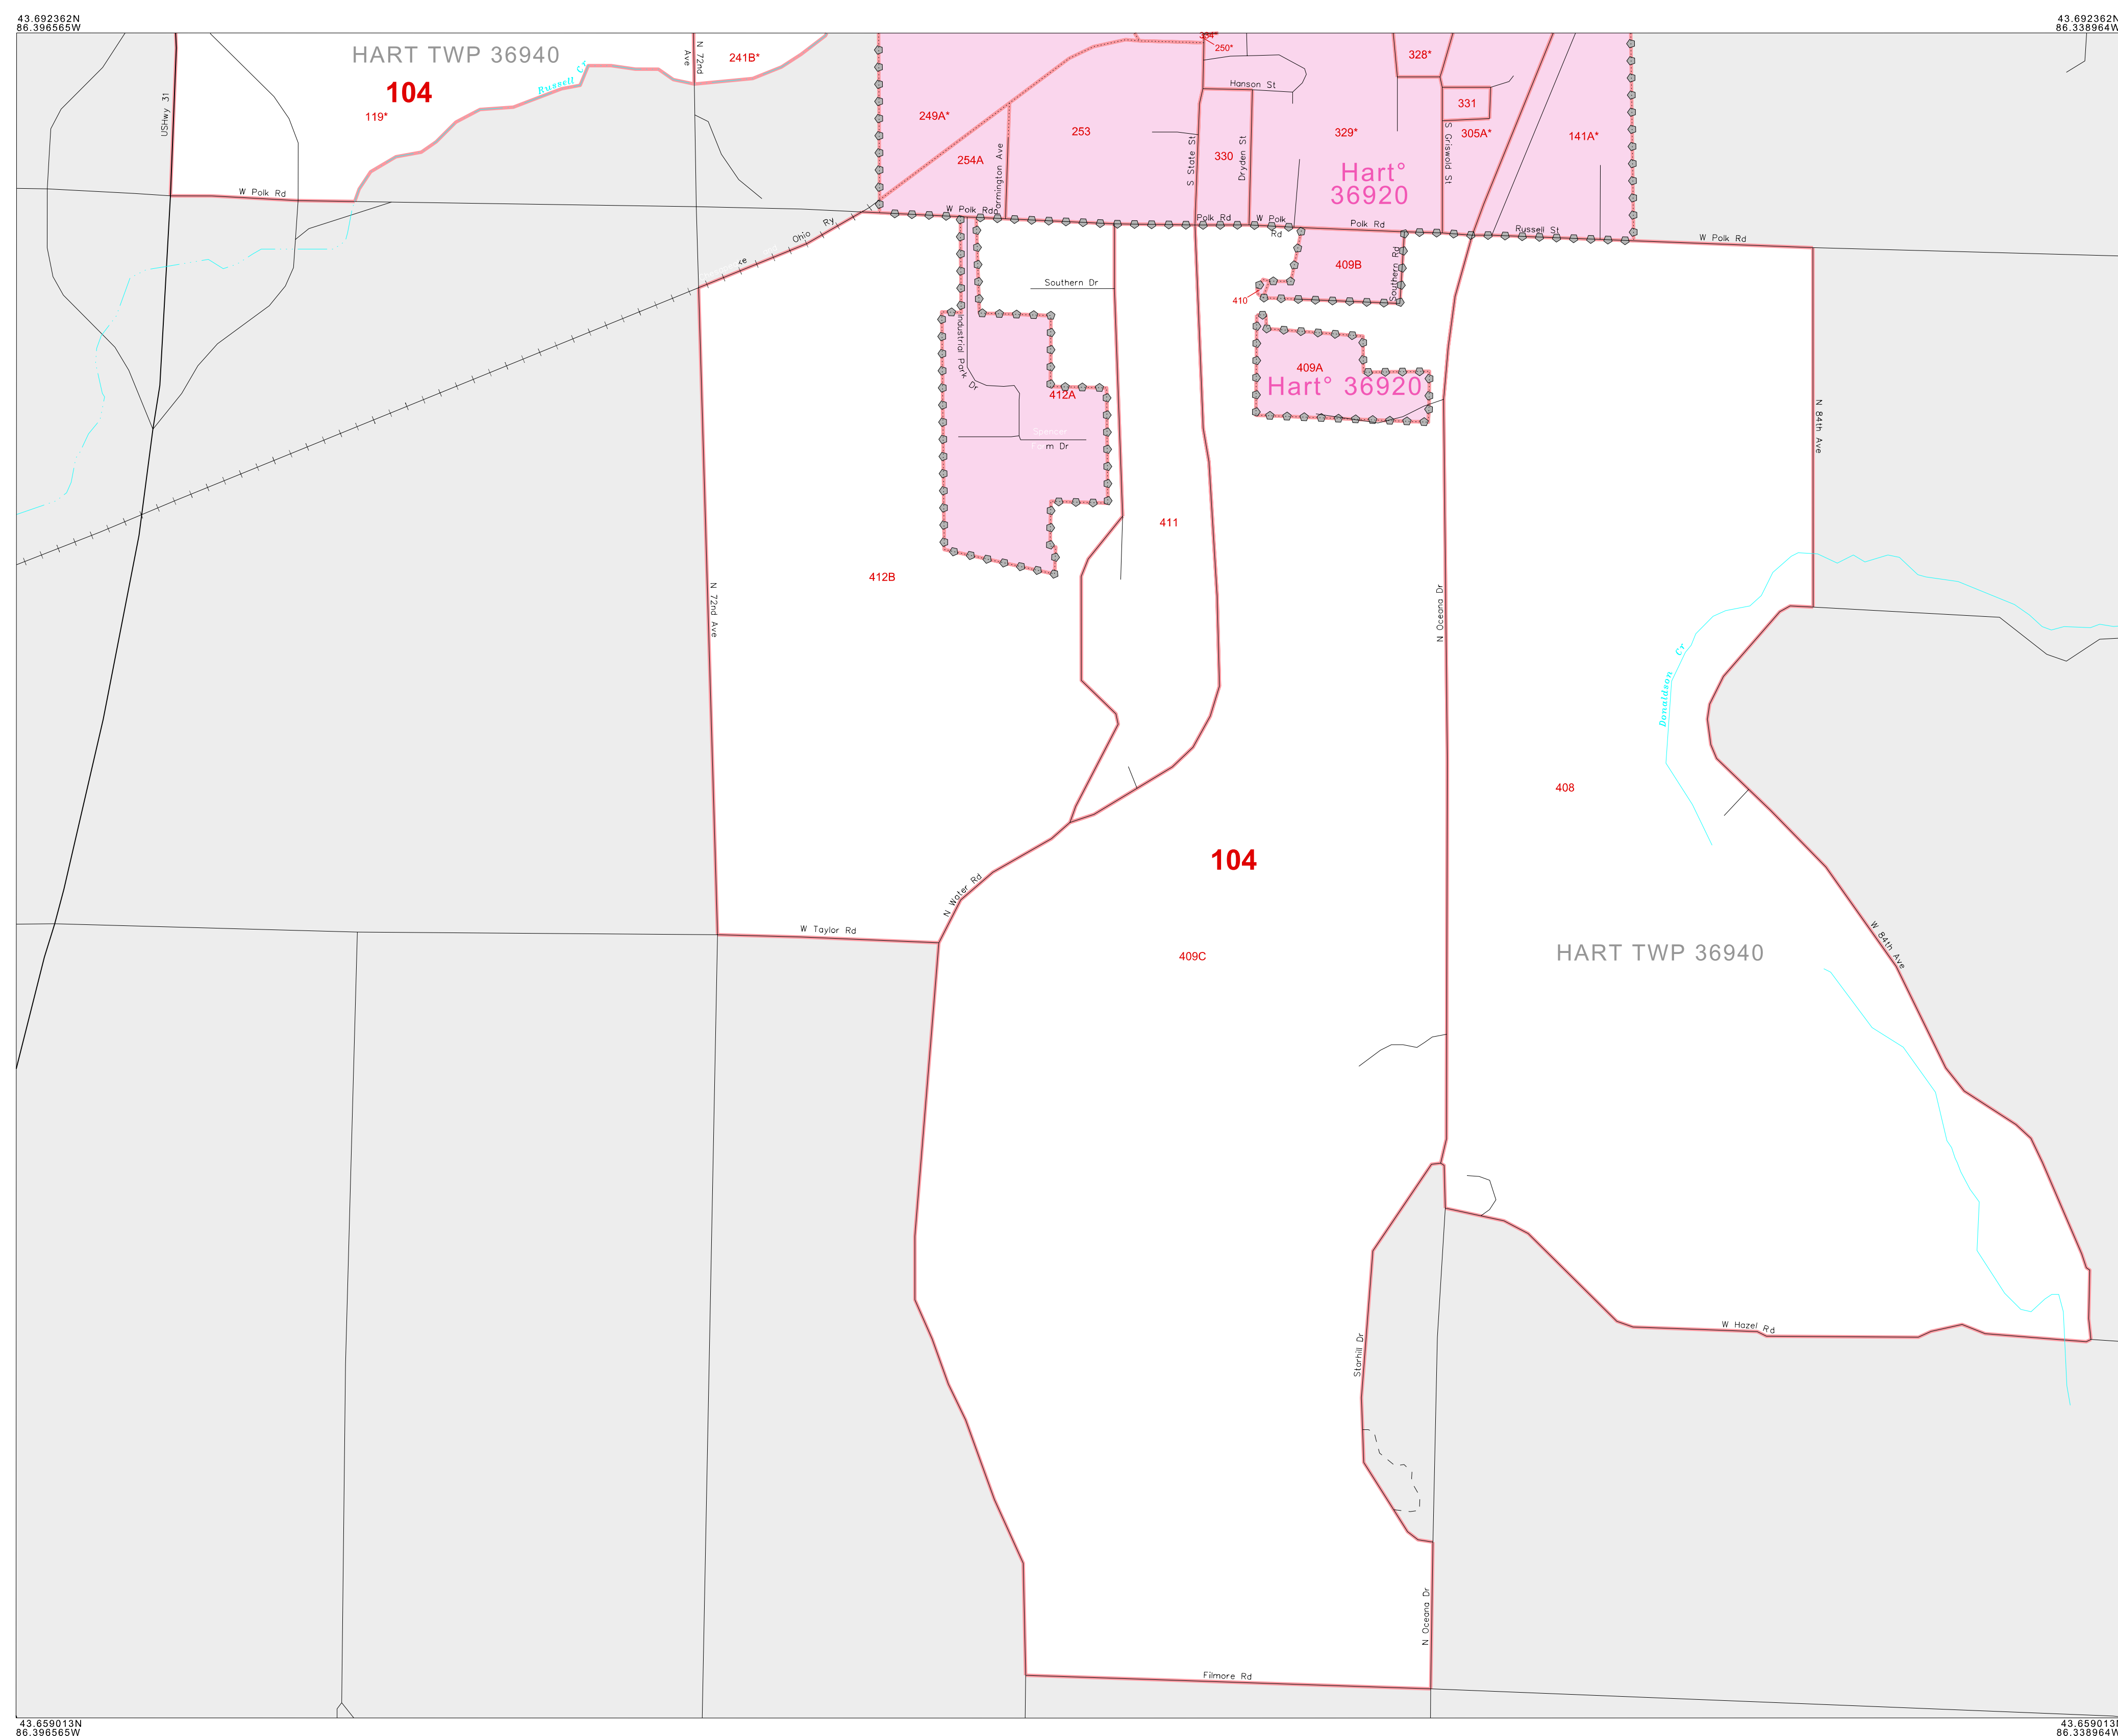 43.692362N
86.396565W
43.692362N
86.338964W
HART TWP 36940
104
119*
USHwy 31
Russell Cr
N 72nd
Ave
241B*
W Polk Rd
249A*
254A
253
Farmington Ave
S State St
250*
Hanson St
330
Dryden St
328*
329*
331
305A*
S Griswold St
141A*
Hart°
36920
W Polk Rd
Polk Rd
W Polk
Rd
Polk Rd
Russell St
W Polk Rd
Ohio Ry
Southern Dr
Industrial Park Dr
409B
410
Southern Rd
409A
Hart° 36920
412A
Spencer
m Dr
N 84th Ave
411
412B
N 72nd Ave
N Oceana Dr
Donaldson Cr
408
104
N Water Rd
W Taylor Rd
409C
HART TWP 36940
W 84th Ave
W Hazel Rd
Starhill Dr
N Oceana Dr
Filmore Rd
43.659013N
86.396565W
43.659013N
86.338964W